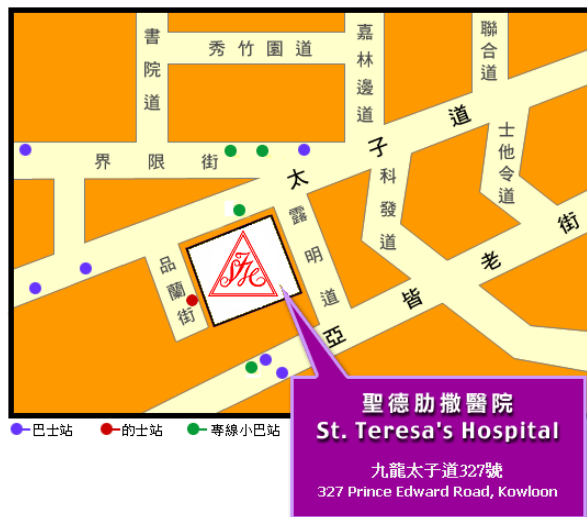 書院道
秀竹園道
嘉林邊道
聯合道
界限街
太子道
士他令道
科發道
露明道
品蘭街
亞皆老街
STH
巴士站
的士站
專線小巴站
聖德肋撒醫院
St. Teresa's Hospital
九龍太子道327號
327 Prince Edward Road, Kowloon